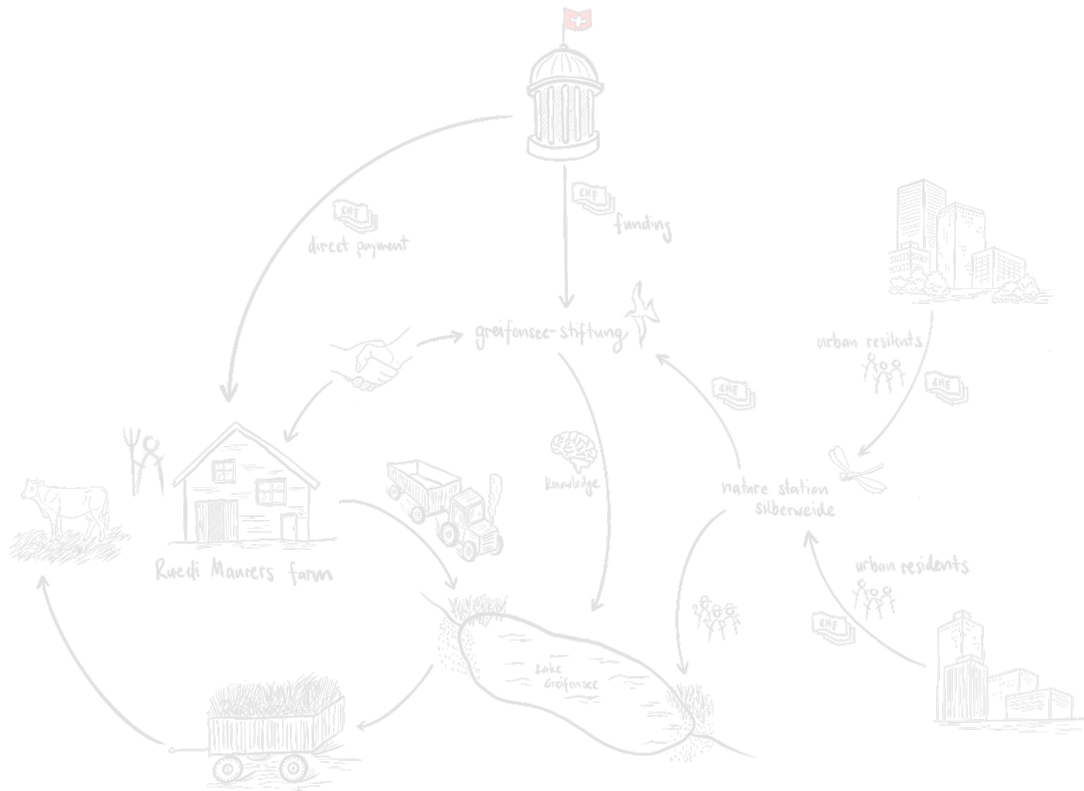 CHF
funding
CHF
direct payment
greifensee-stiftung
urban residents
CHF
CHF
knowledge
nature station
silberweide
Ruedi Maurers farm
urban residents
CHF
Lake
Greifensee